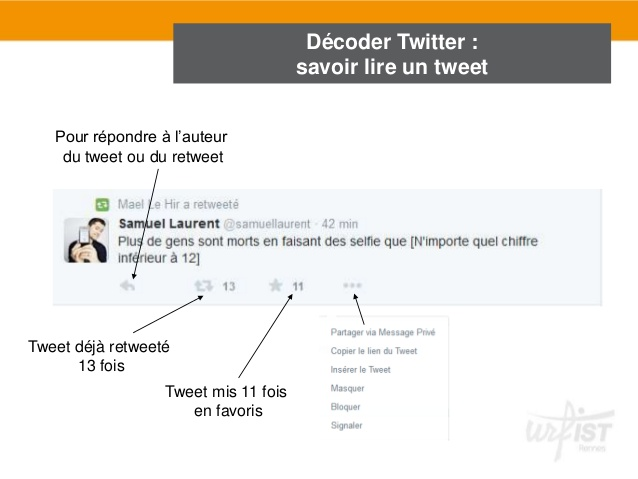 Décoder Twitter :
savoir lire un tweet
Pour répondre à l’auteur
du tweet ou du retweet
Mael Le Hir a retweeté
Samuel Laurent @samuellaurent · 42 min
Plus de gens sont morts en faisant des selfie que [N'importe quel chiffre
inférieur à 12]
13 11
Partager via Message Privé
Copier le lien du Tweet
Insérer le Tweet
Masquer
Bloquer
Signaler
Tweet déjà retweeté
13 fois
Tweet mis 11 fois
en favoris
urfIST
Rennes